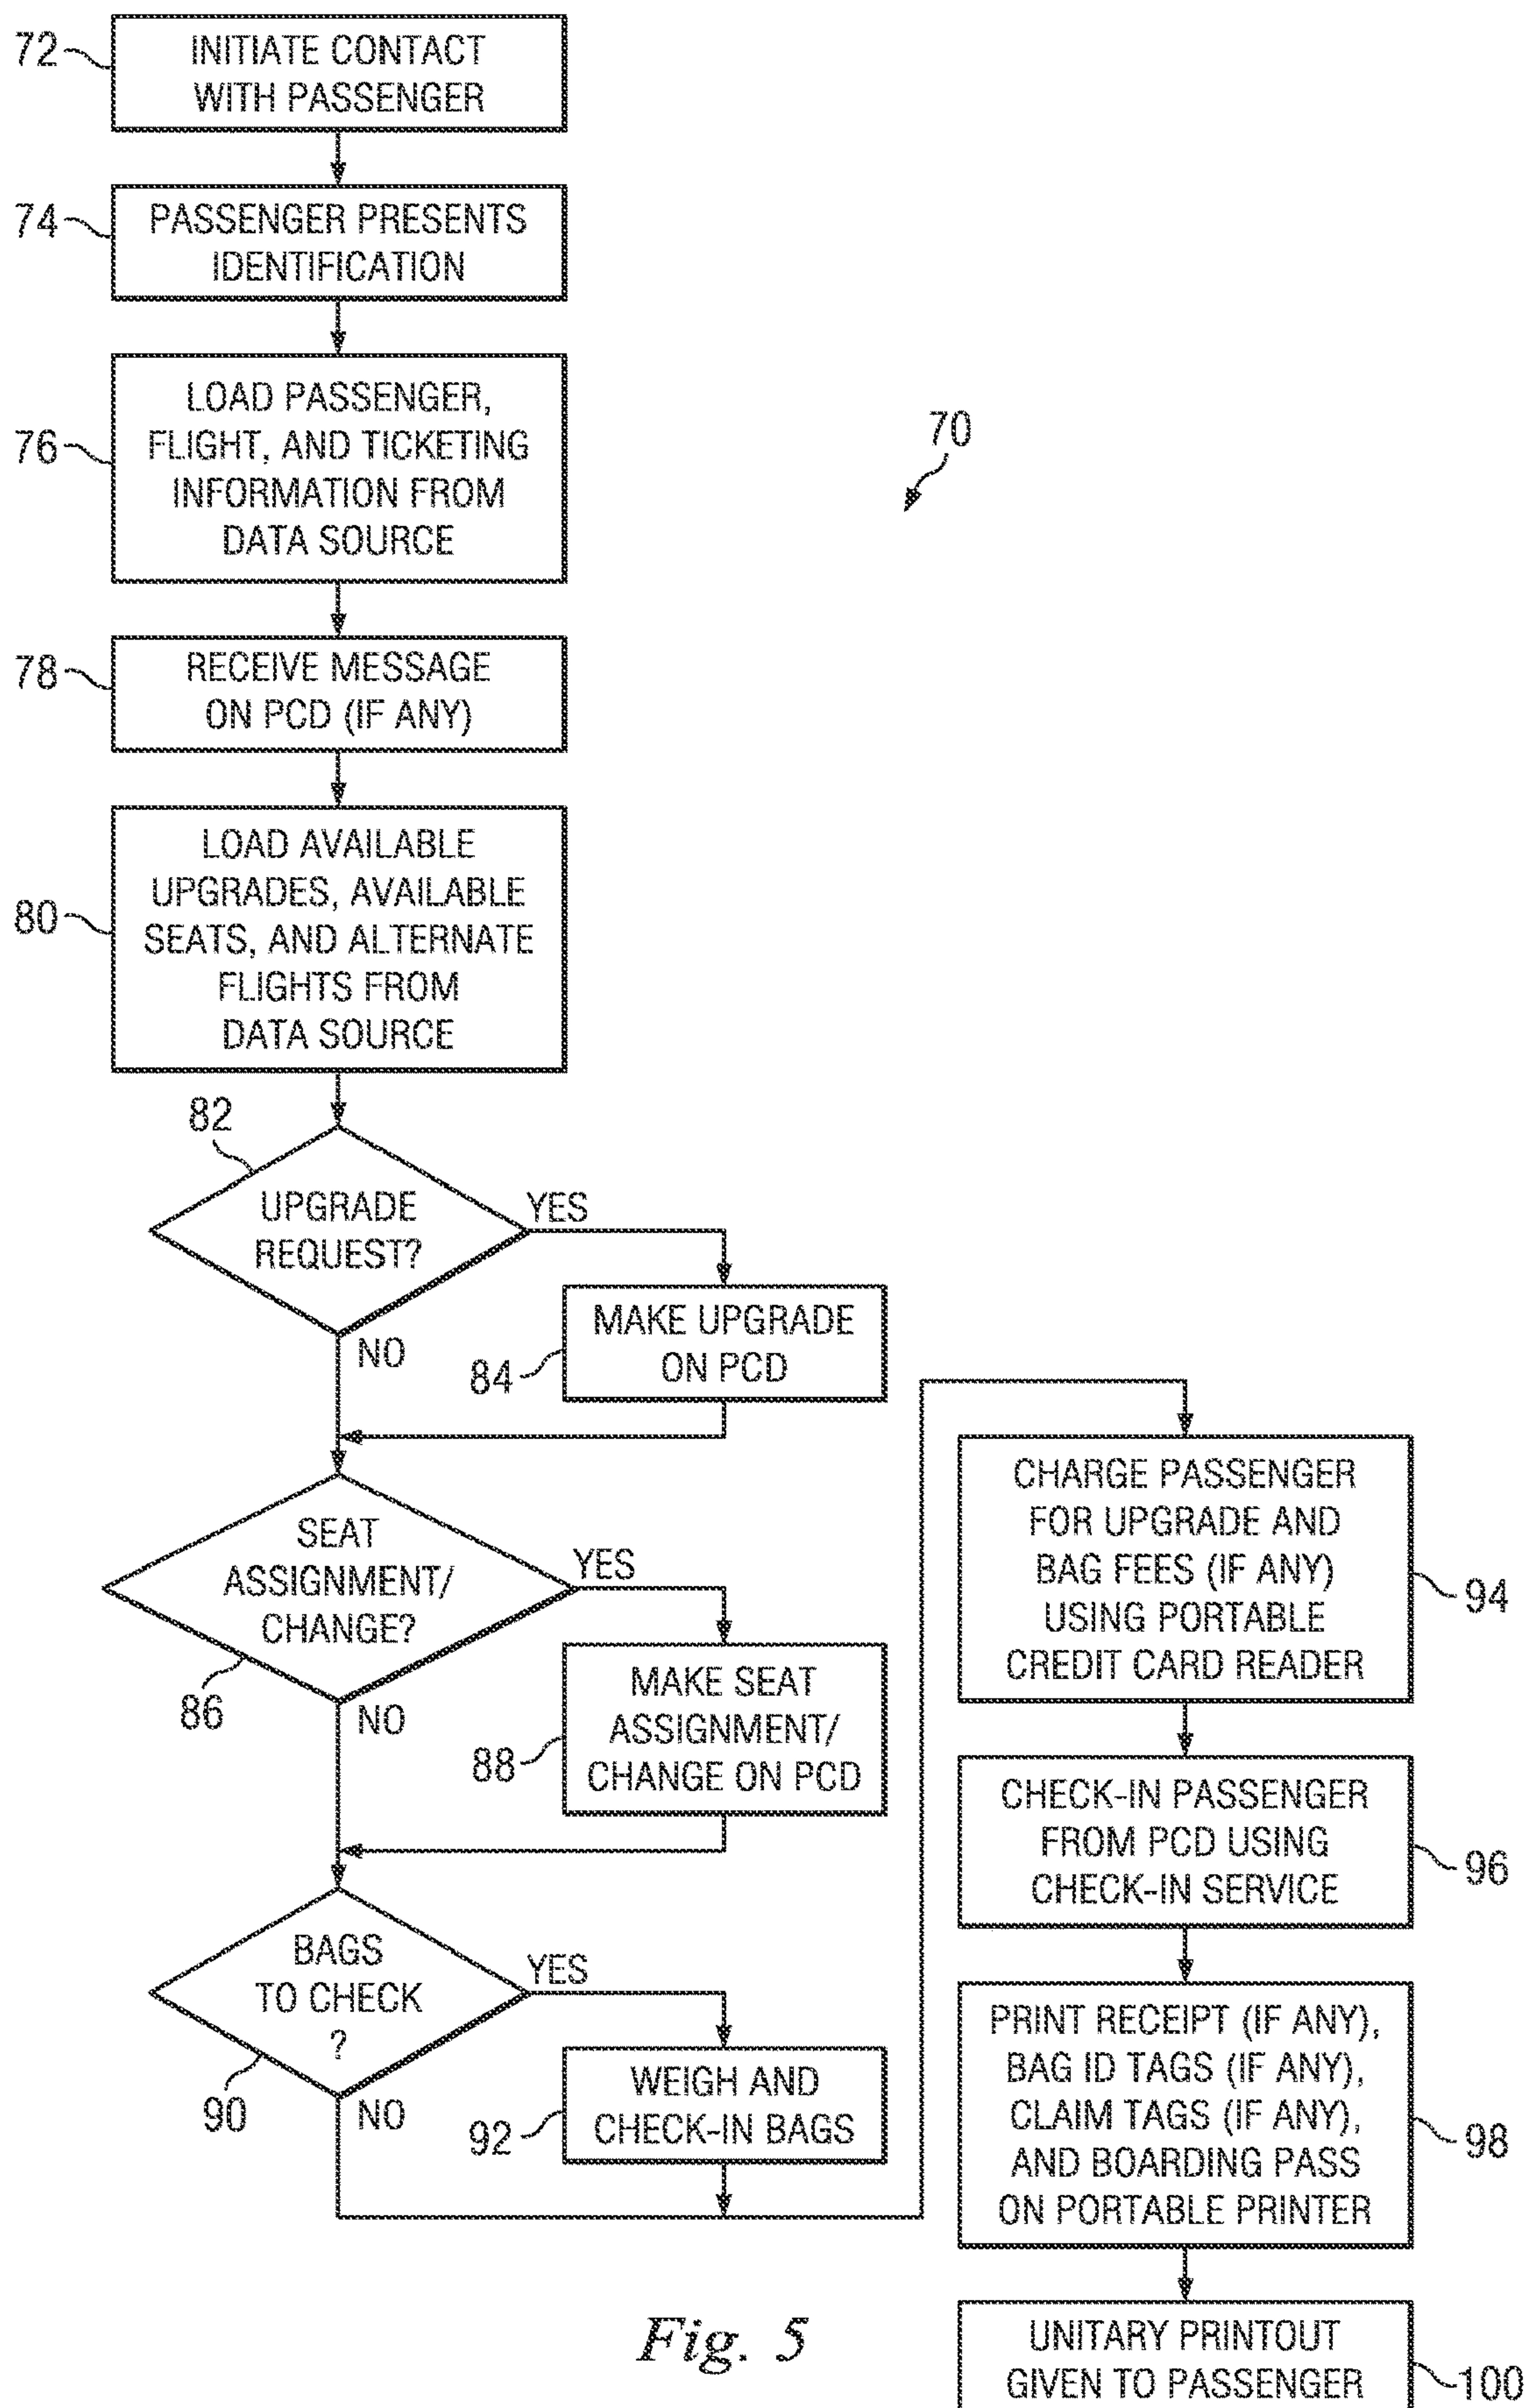 72
INITIATE CONTACT
WITH PASSENGER
74
PASSENGER PRESENTS
IDENTIFICATION
76
LOAD PASSENGER,
FLIGHT, AND TICKETING
INFORMATION FROM
DATA SOURCE
70
78
RECEIVE MESSAGE
ON PCD (IF ANY)
80
LOAD AVAILABLE
UPGRADES, AVAILABLE
SEATS, AND ALTERNATE
FLIGHTS FROM
DATA SOURCE
82
UPGRADE
REQUEST?
YES
NO
84
MAKE UPGRADE
ON PCD
SEAT
ASSIGNMENT/
CHANGE?
86
YES
NO
88
MAKE SEAT
ASSIGNMENT/
CHANGE ON PCD
BAGS
TO CHECK
?
90
YES
NO
92
WEIGH AND
CHECK-IN BAGS
CHARGE PASSENGER
FOR UPGRADE AND
BAG FEES (IF ANY)
USING PORTABLE
CREDIT CARD READER
94
CHECK-IN PASSENGER
FROM PCD USING
CHECK-IN SERVICE
96
PRINT RECEIPT (IF ANY),
BAG ID TAGS (IF ANY),
CLAIM TAGS (IF ANY),
AND BOARDING PASS
ON PORTABLE PRINTER
98
UNITARY PRINTOUT
GIVEN TO PASSENGER
100
Fig. 5